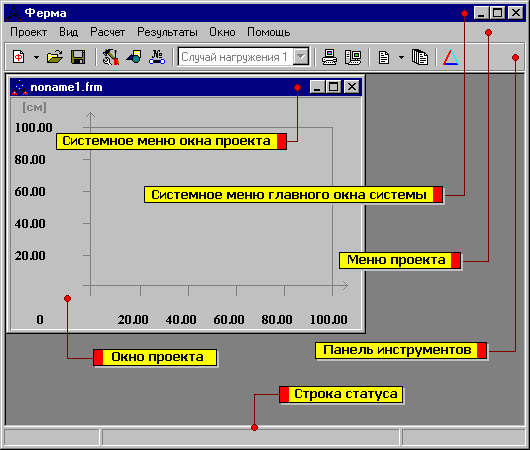 Ферма
Проект Вид Расчет Результаты Окно Помощь
Случай нагружения 1
noname1.frm
[см]
100.00
Системное меню окна проекта
80.00
60.00
Системное меню главного окна системы
40.00
20.00
Меню проекта
0 20.00 40.00 60.00 80.00 100.00
Окно проекта
Панель инструментов
Строка статуса